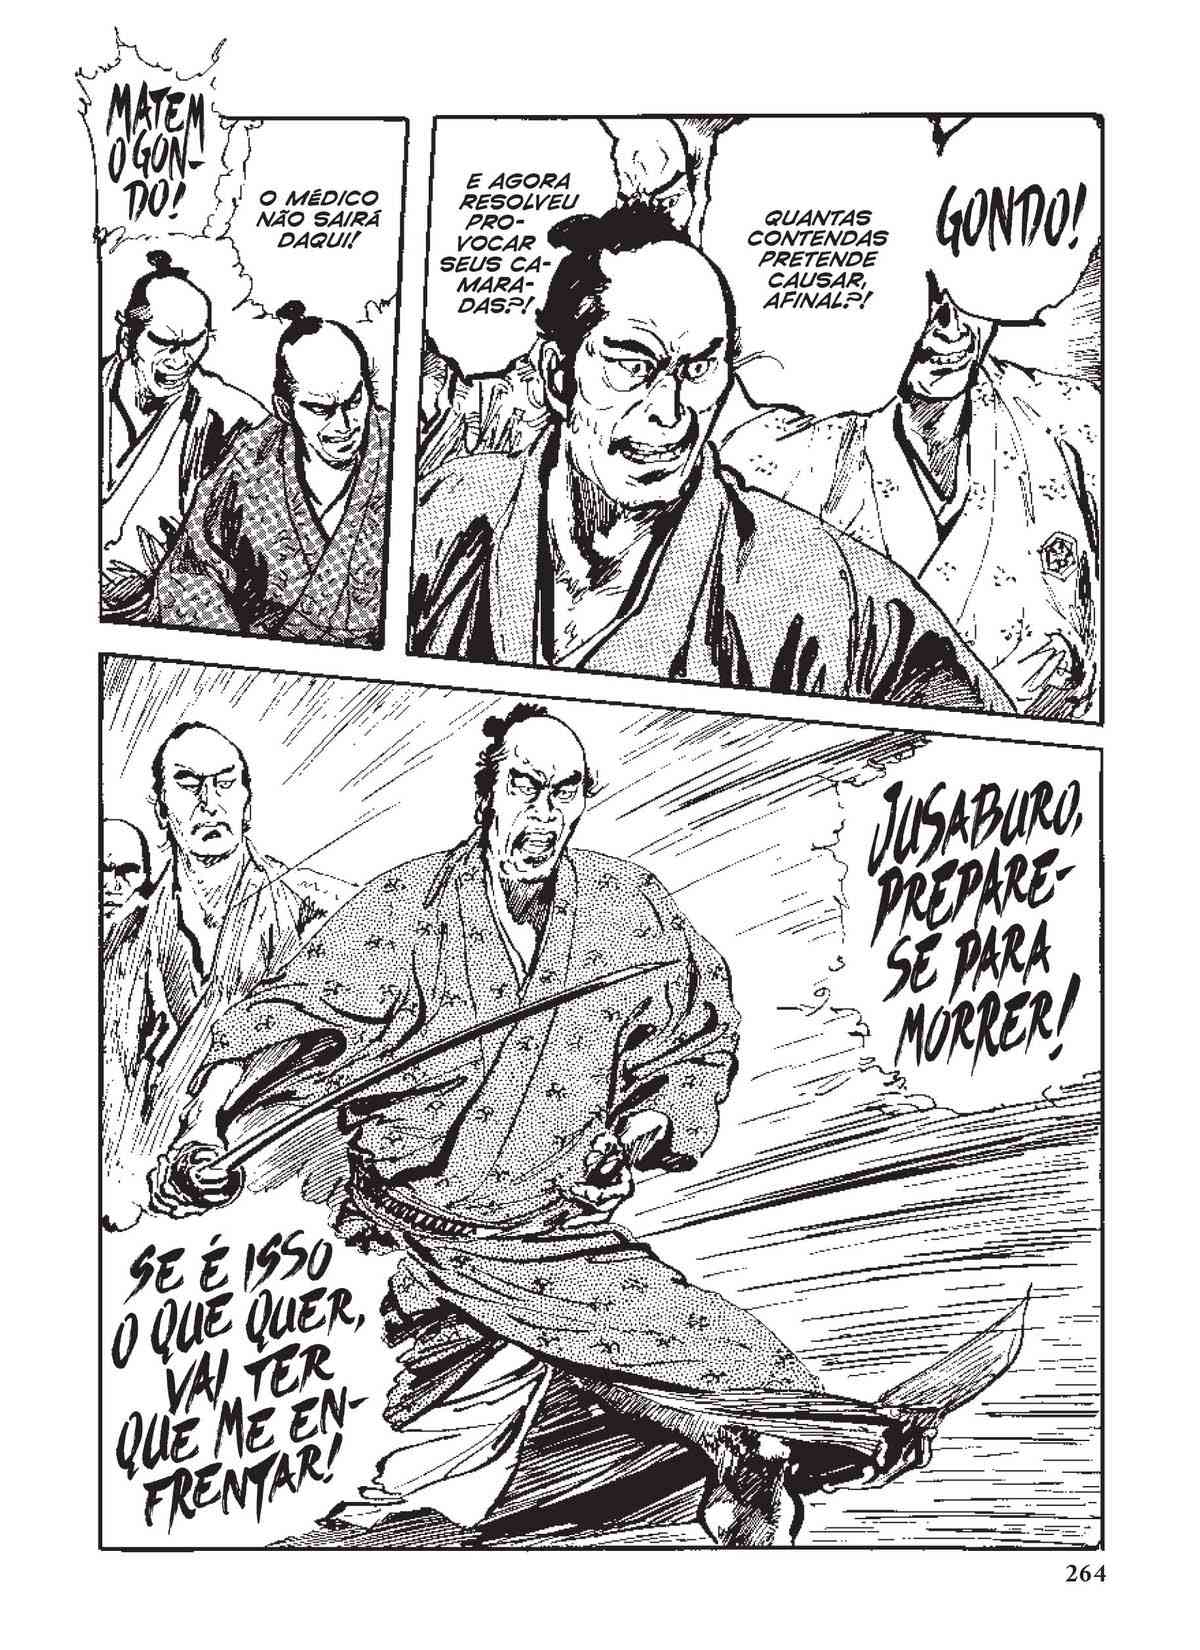 GONDO!
QUANTAS
CONTENDAS
PRETENDE
CAUSAR,
AFINAL?!
E AGORA
RESOLVEU
PRO-
VOCAR
SEUS CA-
MARA-
DAS?!
O MÉDICO
NÃO SAIRÁ
DAQUI!
MATEM
O GON-
DO!
JUSABURO,
PREPARE-
SE PARA
MORRER!
SE É ISSO
O QUE QUER,
VAI TER
QUE ME EN-
FRENTAR!
264